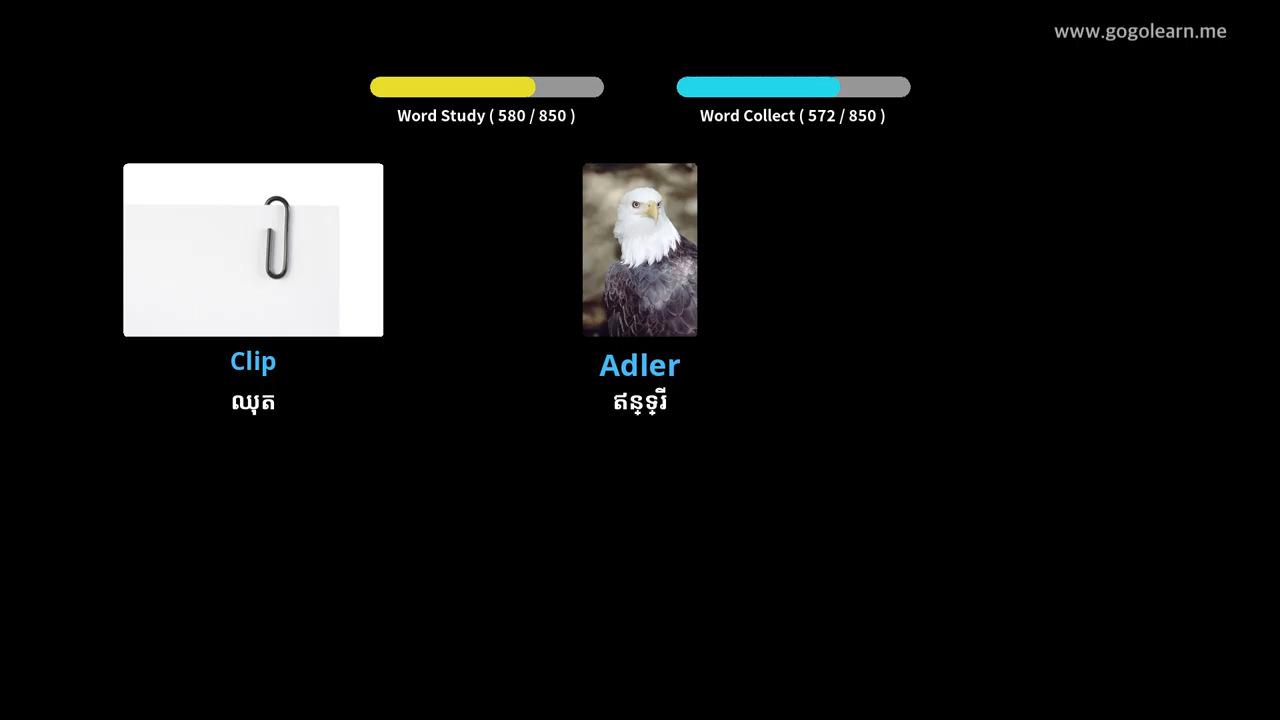 www.gogolearn.me
Word Study ( 580 / 850 )
Word Collect ( 572 / 850 )
Clip
ឈុត
Adler
ឥន្ទ្រី